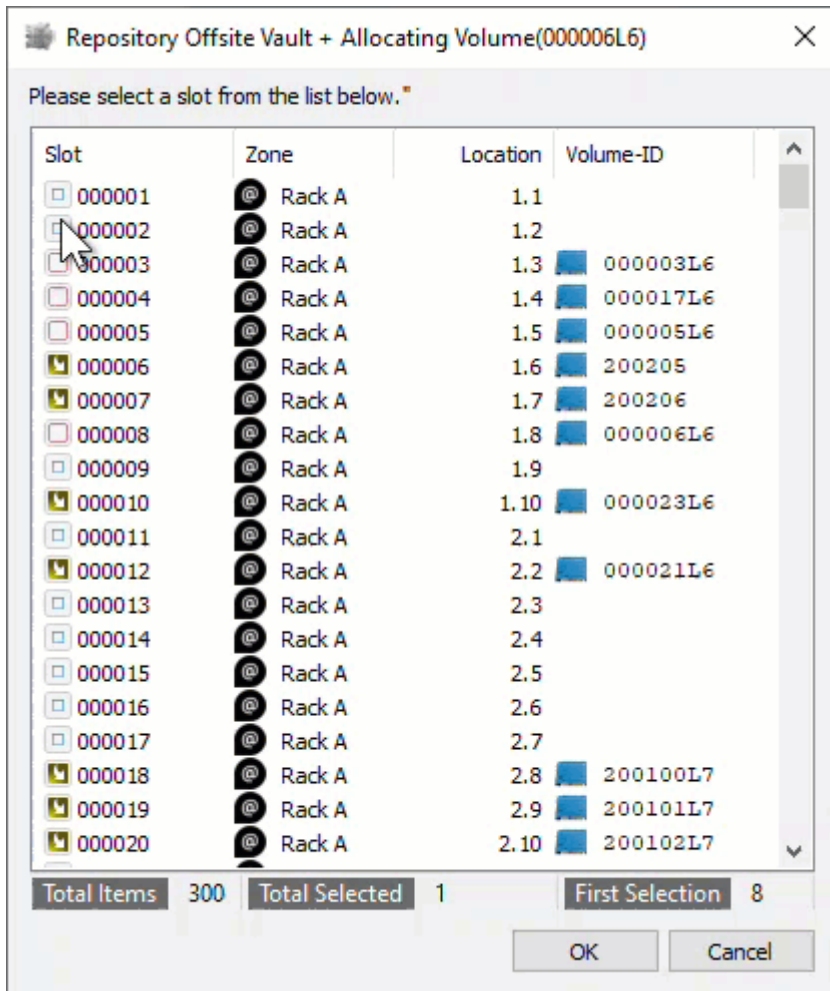 Repository Offsite Vault + Allocating Volume(000006L6)
Please select a slot from the list below."
Slot Zone Location Volume-ID
000001 @ Rack A 1.1
000002 @ Rack A 1.2
000003 @ Rack A 1.3 000003L6
000004 @ Rack A 1.4 000017L6
000005 @ Rack A 1.5 000005L6
000006 @ Rack A 1.6 200205
000007 @ Rack A 1.7 200206
000008 @ Rack A 1.8 000006L6
000009 @ Rack A 1.9
000010 @ Rack A 1.10 000023L6
000011 @ Rack A 2.1
000012 @ Rack A 2.2 000021L6
000013 @ Rack A 2.3
000014 @ Rack A 2.4
000015 @ Rack A 2.5
000016 @ Rack A 2.6
000017 @ Rack A 2.7
000018 @ Rack A 2.8 200100L7
000019 @ Rack A 2.9 200101L7
000020 @ Rack A 2.10 200102L7
Total Items 300 Total Selected 1 First Selection 8
OK Cancel